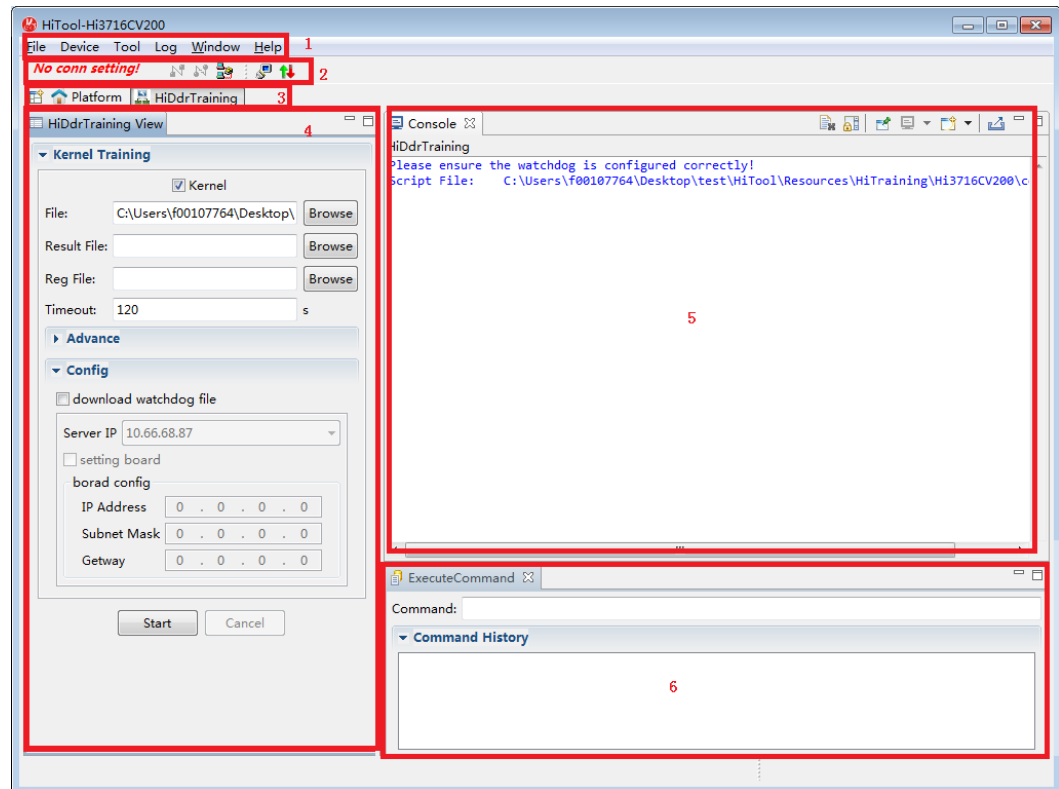 HiTool-Hi3716CV200
File Device Tool Log Window Help 1
No conn setting! 2
Platform HiDdrTraining 3
HiDdrTraining View 4
Kernel Training
Kernel
File: C:\Users\f00107764\Desktop\ Browse
Result File: Browse
Reg File: Browse
Timeout: 120 s
Advance
Config
download watchdog file
Server IP 10.66.68.87
setting board
borad config
IP Address 0 . 0 . 0 . 0
Subnet Mask 0 . 0 . 0 . 0
Getway 0 . 0 . 0 . 0
Start Cancel
Console
HiDdrTraining
Please ensure the watchdog is configured correctly!
Script File: C:\Users\f00107764\Desktop\test\HiTool\Resources\HiTraining\Hi3716CV200\c
5
ExecuteCommand
Command:
Command History
6